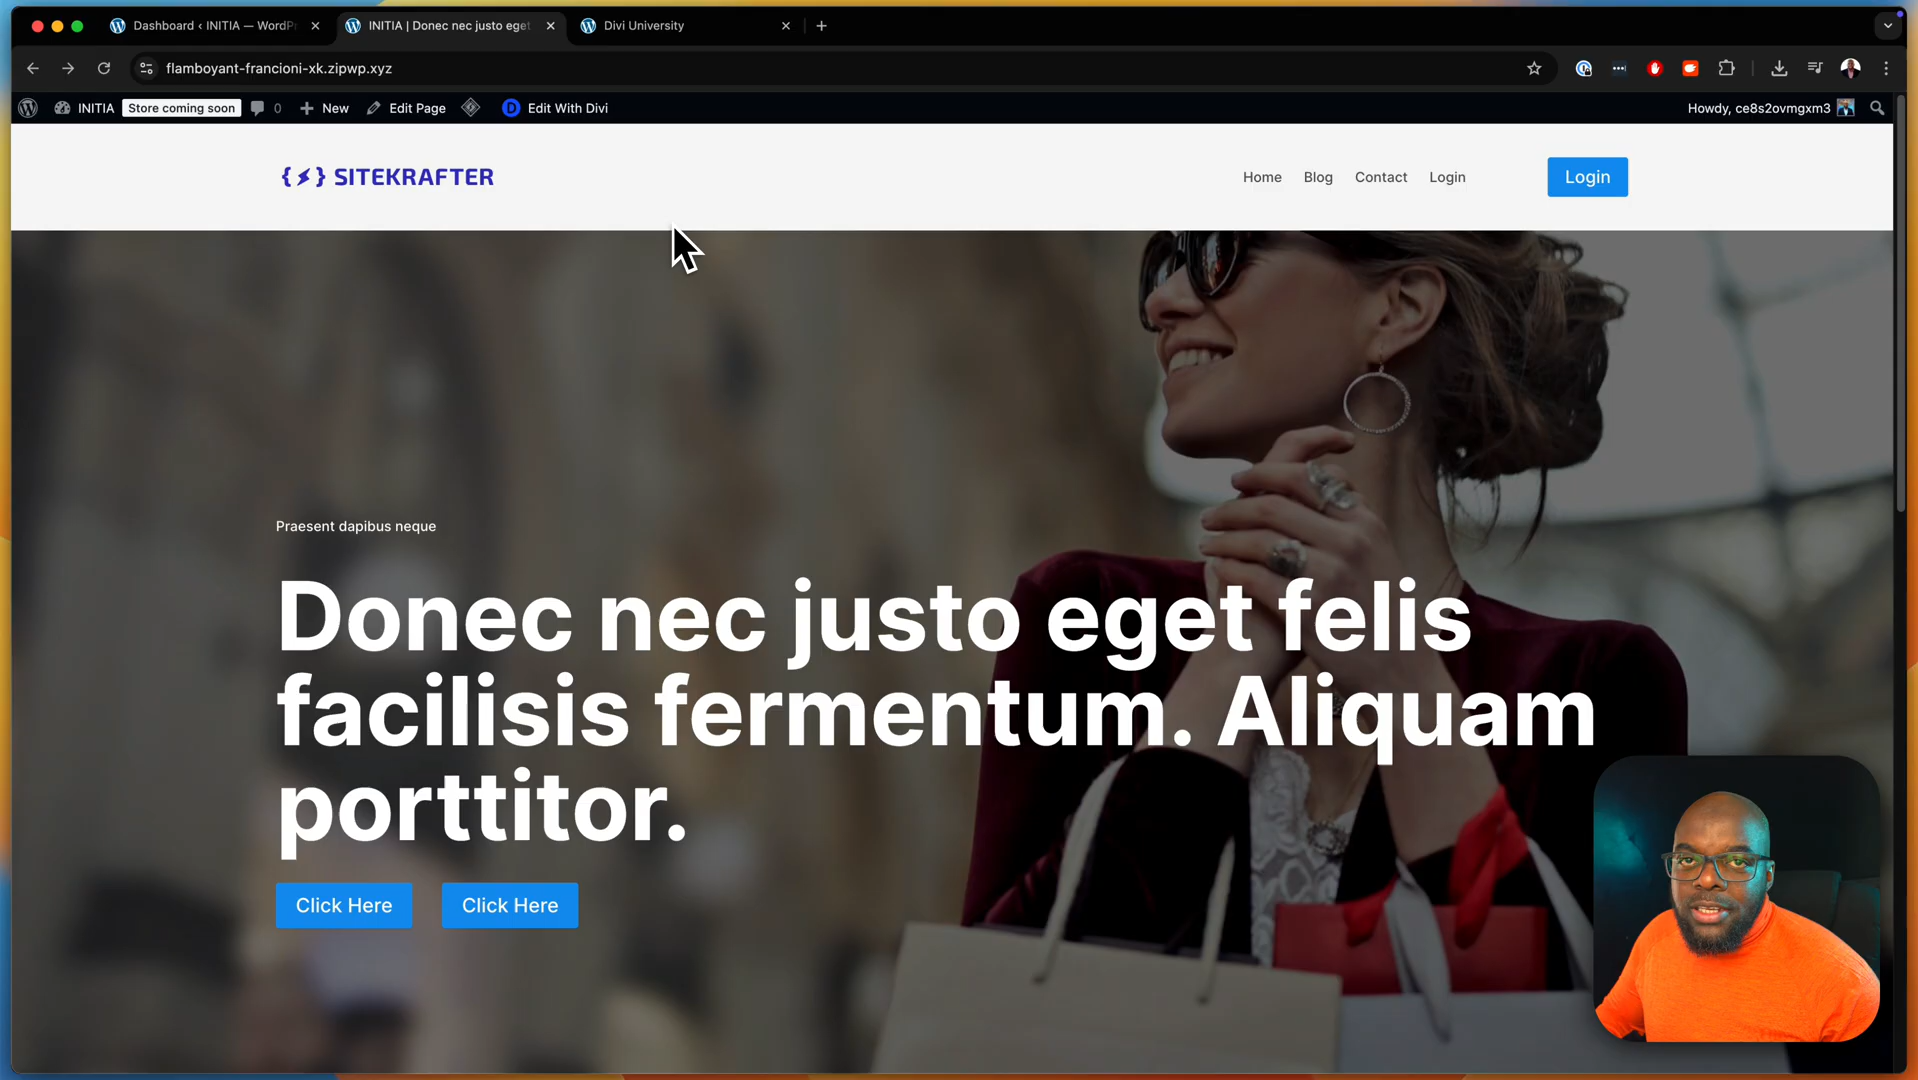 Dashboard ‹ INITIA — WordP
INITIA | Donec nec justo eget
Divi University
flamboyant-francioni-xk.zipwp.xyz
INITIA
Store coming soon
0
New
Edit Page
D
Edit With Divi
Howdy, ce8s2ovmgxm3
{⚡} SITEKRAFTER
Home
Blog
Contact
Login
Login
Praesent dapibus neque
Donec nec justo eget felis
facilisis fermentum. Aliquam
porttitor.
Click Here
Click Here